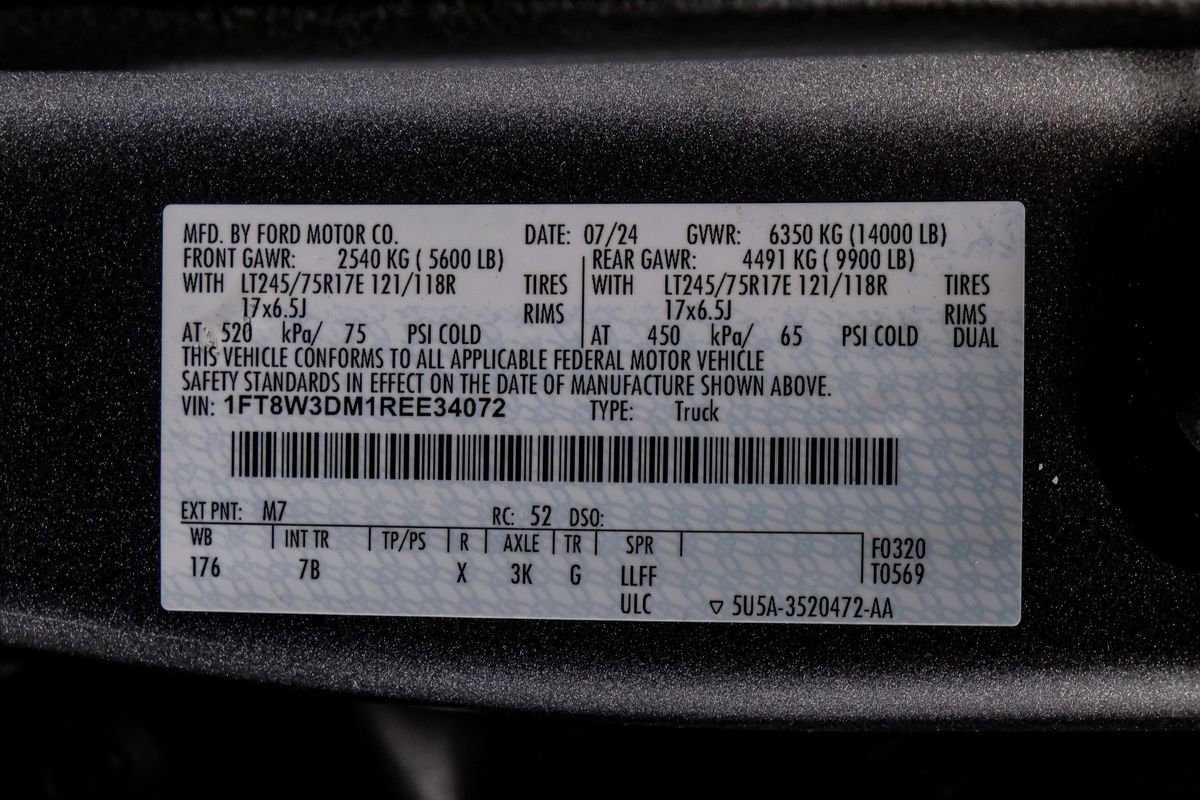 MFD. BY FORD MOTOR CO. DATE: 07/24 GVWR: 6350 KG (14000 LB)
FRONT GAWR: 2540 KG ( 5600 LB) REAR GAWR: 4491 KG ( 9900 LB)
WITH LT245/75R17E 121/118R TIRES WITH LT245/75R17E 121/118R TIRES
17x6.5J RIMS 17x6.5J RIMS
AT 520 kPa/ 75 PSI COLD AT 450 kPa/ 65 PSI COLD DUAL
THIS VEHICLE CONFORMS TO ALL APPLICABLE FEDERAL MOTOR VEHICLE
SAFETY STANDARDS IN EFFECT ON THE DATE OF MANUFACTURE SHOWN ABOVE.
VIN: 1FT8W3DM1REE34072 TYPE: Truck
EXT PNT: M7 RC: 52 DSO:
WB INT TR TP/PS R AXLE TR SPR F0320
176 7B X 3K G LLFF T0569
ULC ▽ 5U5A-3520472-AA